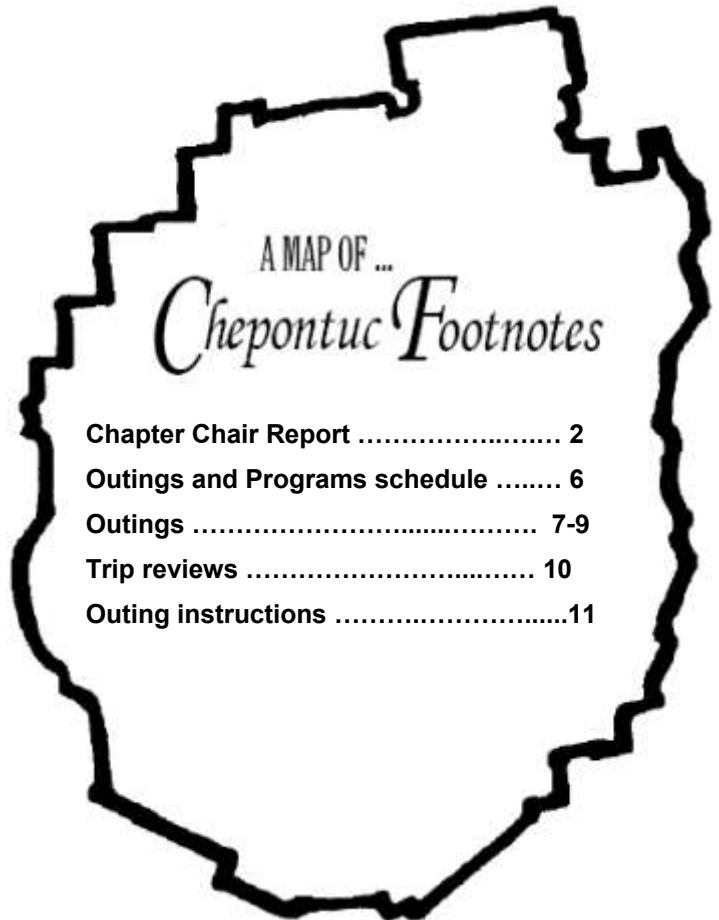 A MAP OF ...
Chepontuc Footnotes
Chapter Chair Report ……………..…..… 2
Outings and Programs schedule …..… 6
Outings …………………….......………. 7-9
Trip reviews ……………………....…… 10
Outing instructions ……….…………......11